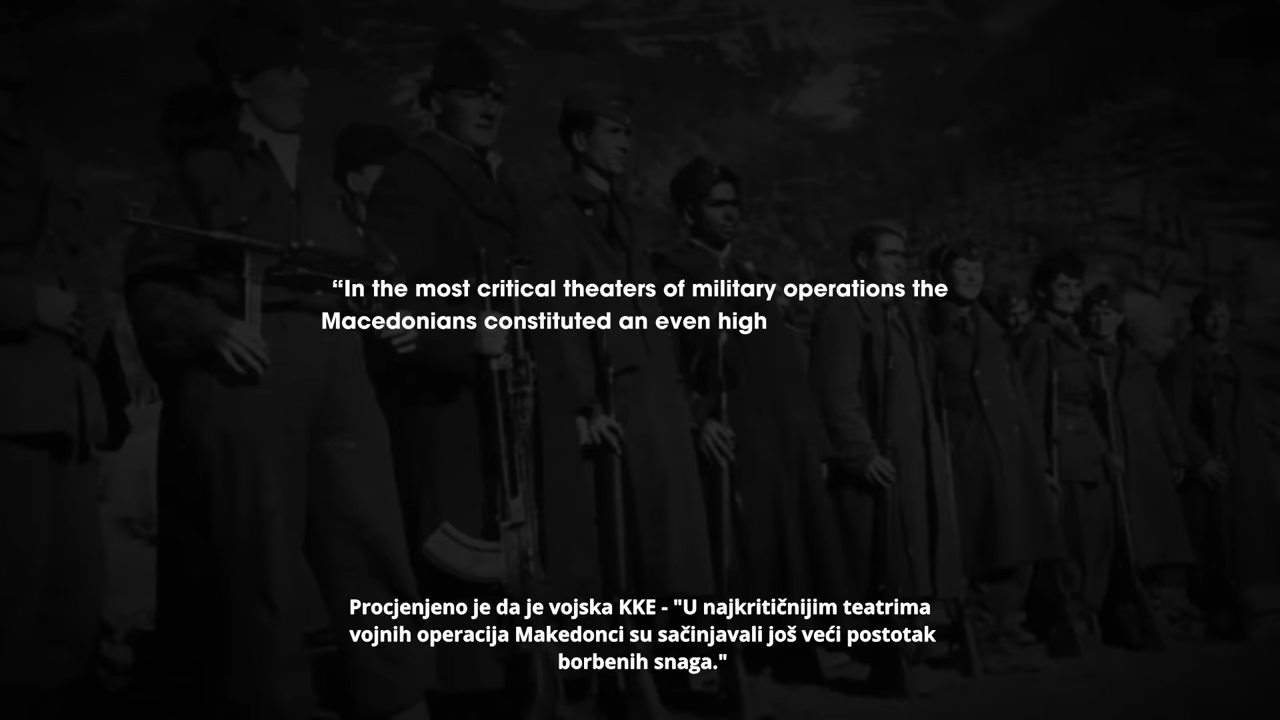 “In the most critical theaters of military operations the
Macedonians constituted an even high
Procjenjeno je da je vojska KKE - "U najkritičnijim teatrima
vojnih operacija Makedonci su sačinjavali još veći postotak
borbenih snaga."